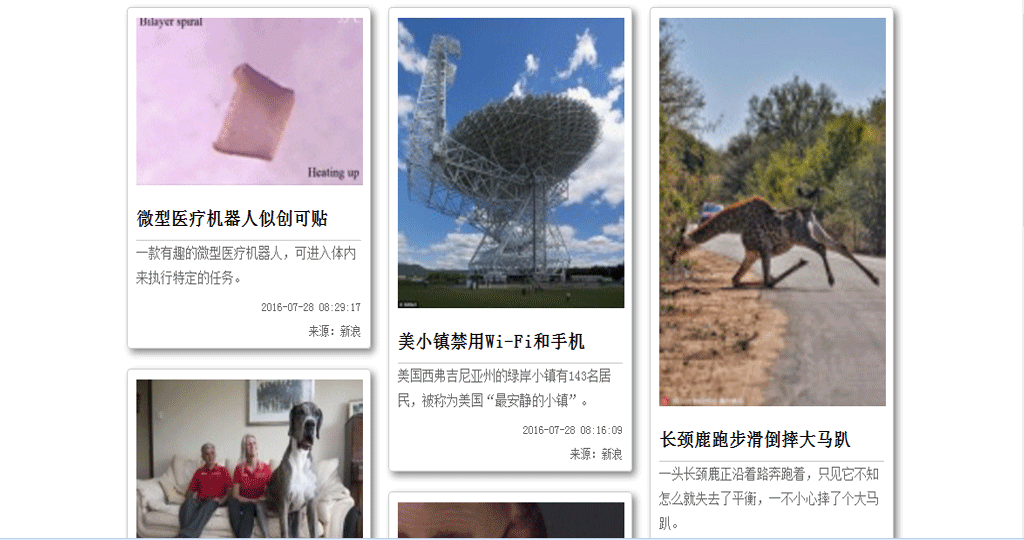 Bilayer spiral
Heating up
微型医疗机器人似创可贴
一款有趣的微型医疗机器人，可进入体内
来执行特定的任务。
2016-07-28 08:29:17
来源：新浪
美小镇禁用Wi-Fi和手机
美国西弗吉尼亚州的绿岸小镇有143名居
民，被称为美国“最安静的小镇”。
2016-07-28 08:16:09
来源：新浪
长颈鹿跑步滑倒摔大马趴
一头长颈鹿正沿着路奔跑着，只见它不知
怎么就失去了平衡，一不小心摔了个大马
趴。